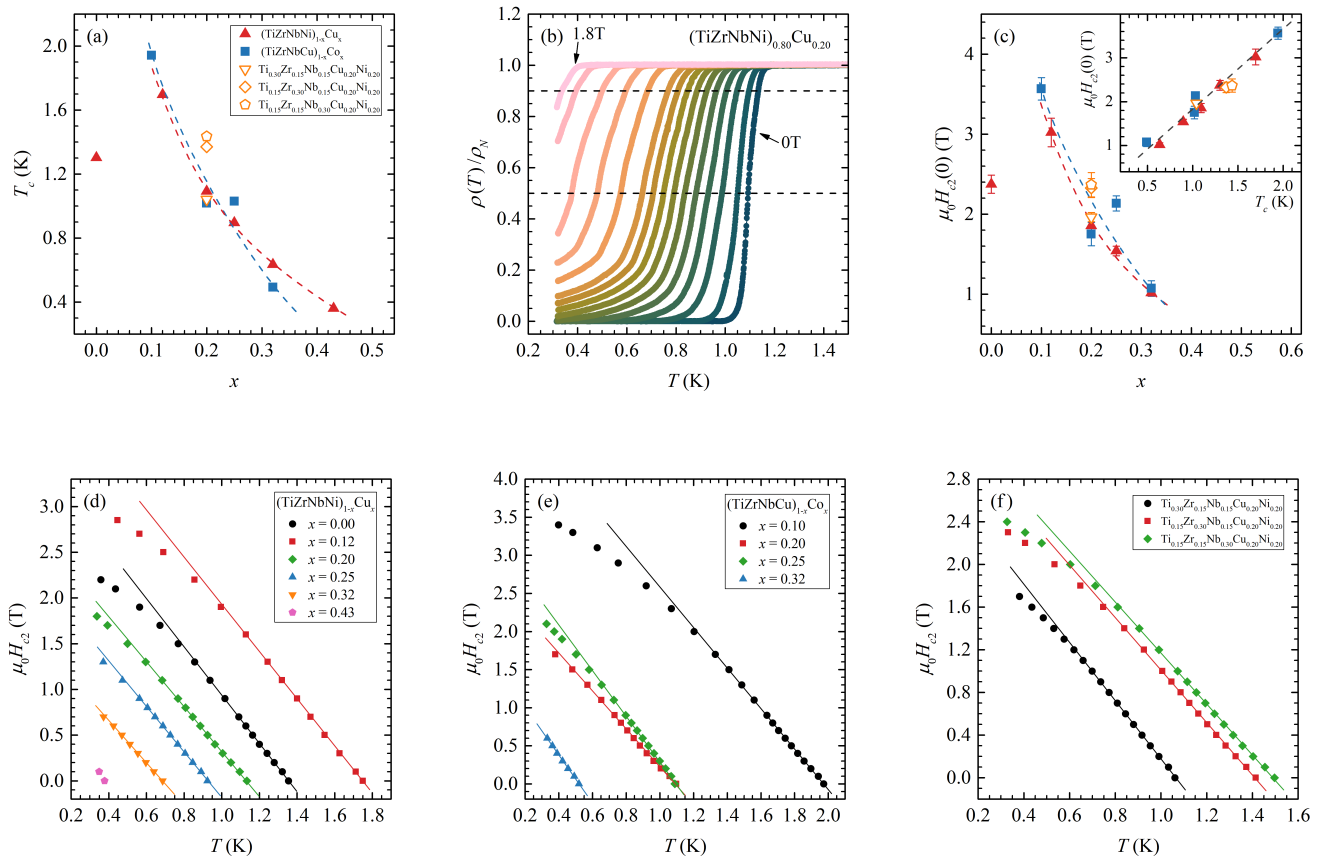 (a)
(TiZrNbNi)1-xCux
(TiZrNbCu)1-xCox
Ti0.30Zr0.15Nb0.15Cu0.20Ni0.20
Ti0.15Zr0.30Nb0.15Cu0.20Ni0.20
Ti0.15Zr0.15Nb0.30Cu0.20Ni0.20
2.0
1.6
1.2
0.8
0.4
Tc (K)
0.0 0.1 0.2 0.3 0.4 0.5
x
(b)
(TiZrNbNi)0.80Cu0.20
1.8T
0T
1.2
1.0
0.8
0.6
0.4
0.2
0.0
ρ(T)/ρN
0.4 0.6 0.8 1.0 1.2 1.4
T (K)
(c)
4
3
2
1
μ0Hc2(0) (T)
0.0 0.1 0.2 0.3 0.4 0.5 0.6
x
3
2
1
μ0Hc2(0) (T)
0.5 1.0 1.5 2.0
Tc (K)
(d)
(TiZrNbNi)1-xCux
x = 0.00
x = 0.12
x = 0.20
x = 0.25
x = 0.32
x = 0.43
3.0
2.5
2.0
1.5
1.0
0.5
0.0
μ0Hc2 (T)
0.2 0.4 0.6 0.8 1.0 1.2 1.4 1.6 1.8
T (K)
(e)
(TiZrNbCu)1-xCox
x = 0.10
x = 0.20
x = 0.25
x = 0.32
4.0
3.5
3.0
2.5
2.0
1.5
1.0
0.5
0.0
μ0Hc2 (T)
0.2 0.4 0.6 0.8 1.0 1.2 1.4 1.6 1.8 2.0
T (K)
(f)
Ti0.30Zr0.15Nb0.15Cu0.20Ni0.20
Ti0.15Zr0.30Nb0.15Cu0.20Ni0.20
Ti0.15Zr0.15Nb0.30Cu0.20Ni0.20
2.8
2.4
2.0
1.6
1.2
0.8
0.4
0.0
μ0Hc2 (T)
0.2 0.4 0.6 0.8 1.0 1.2 1.4 1.6
T (K)